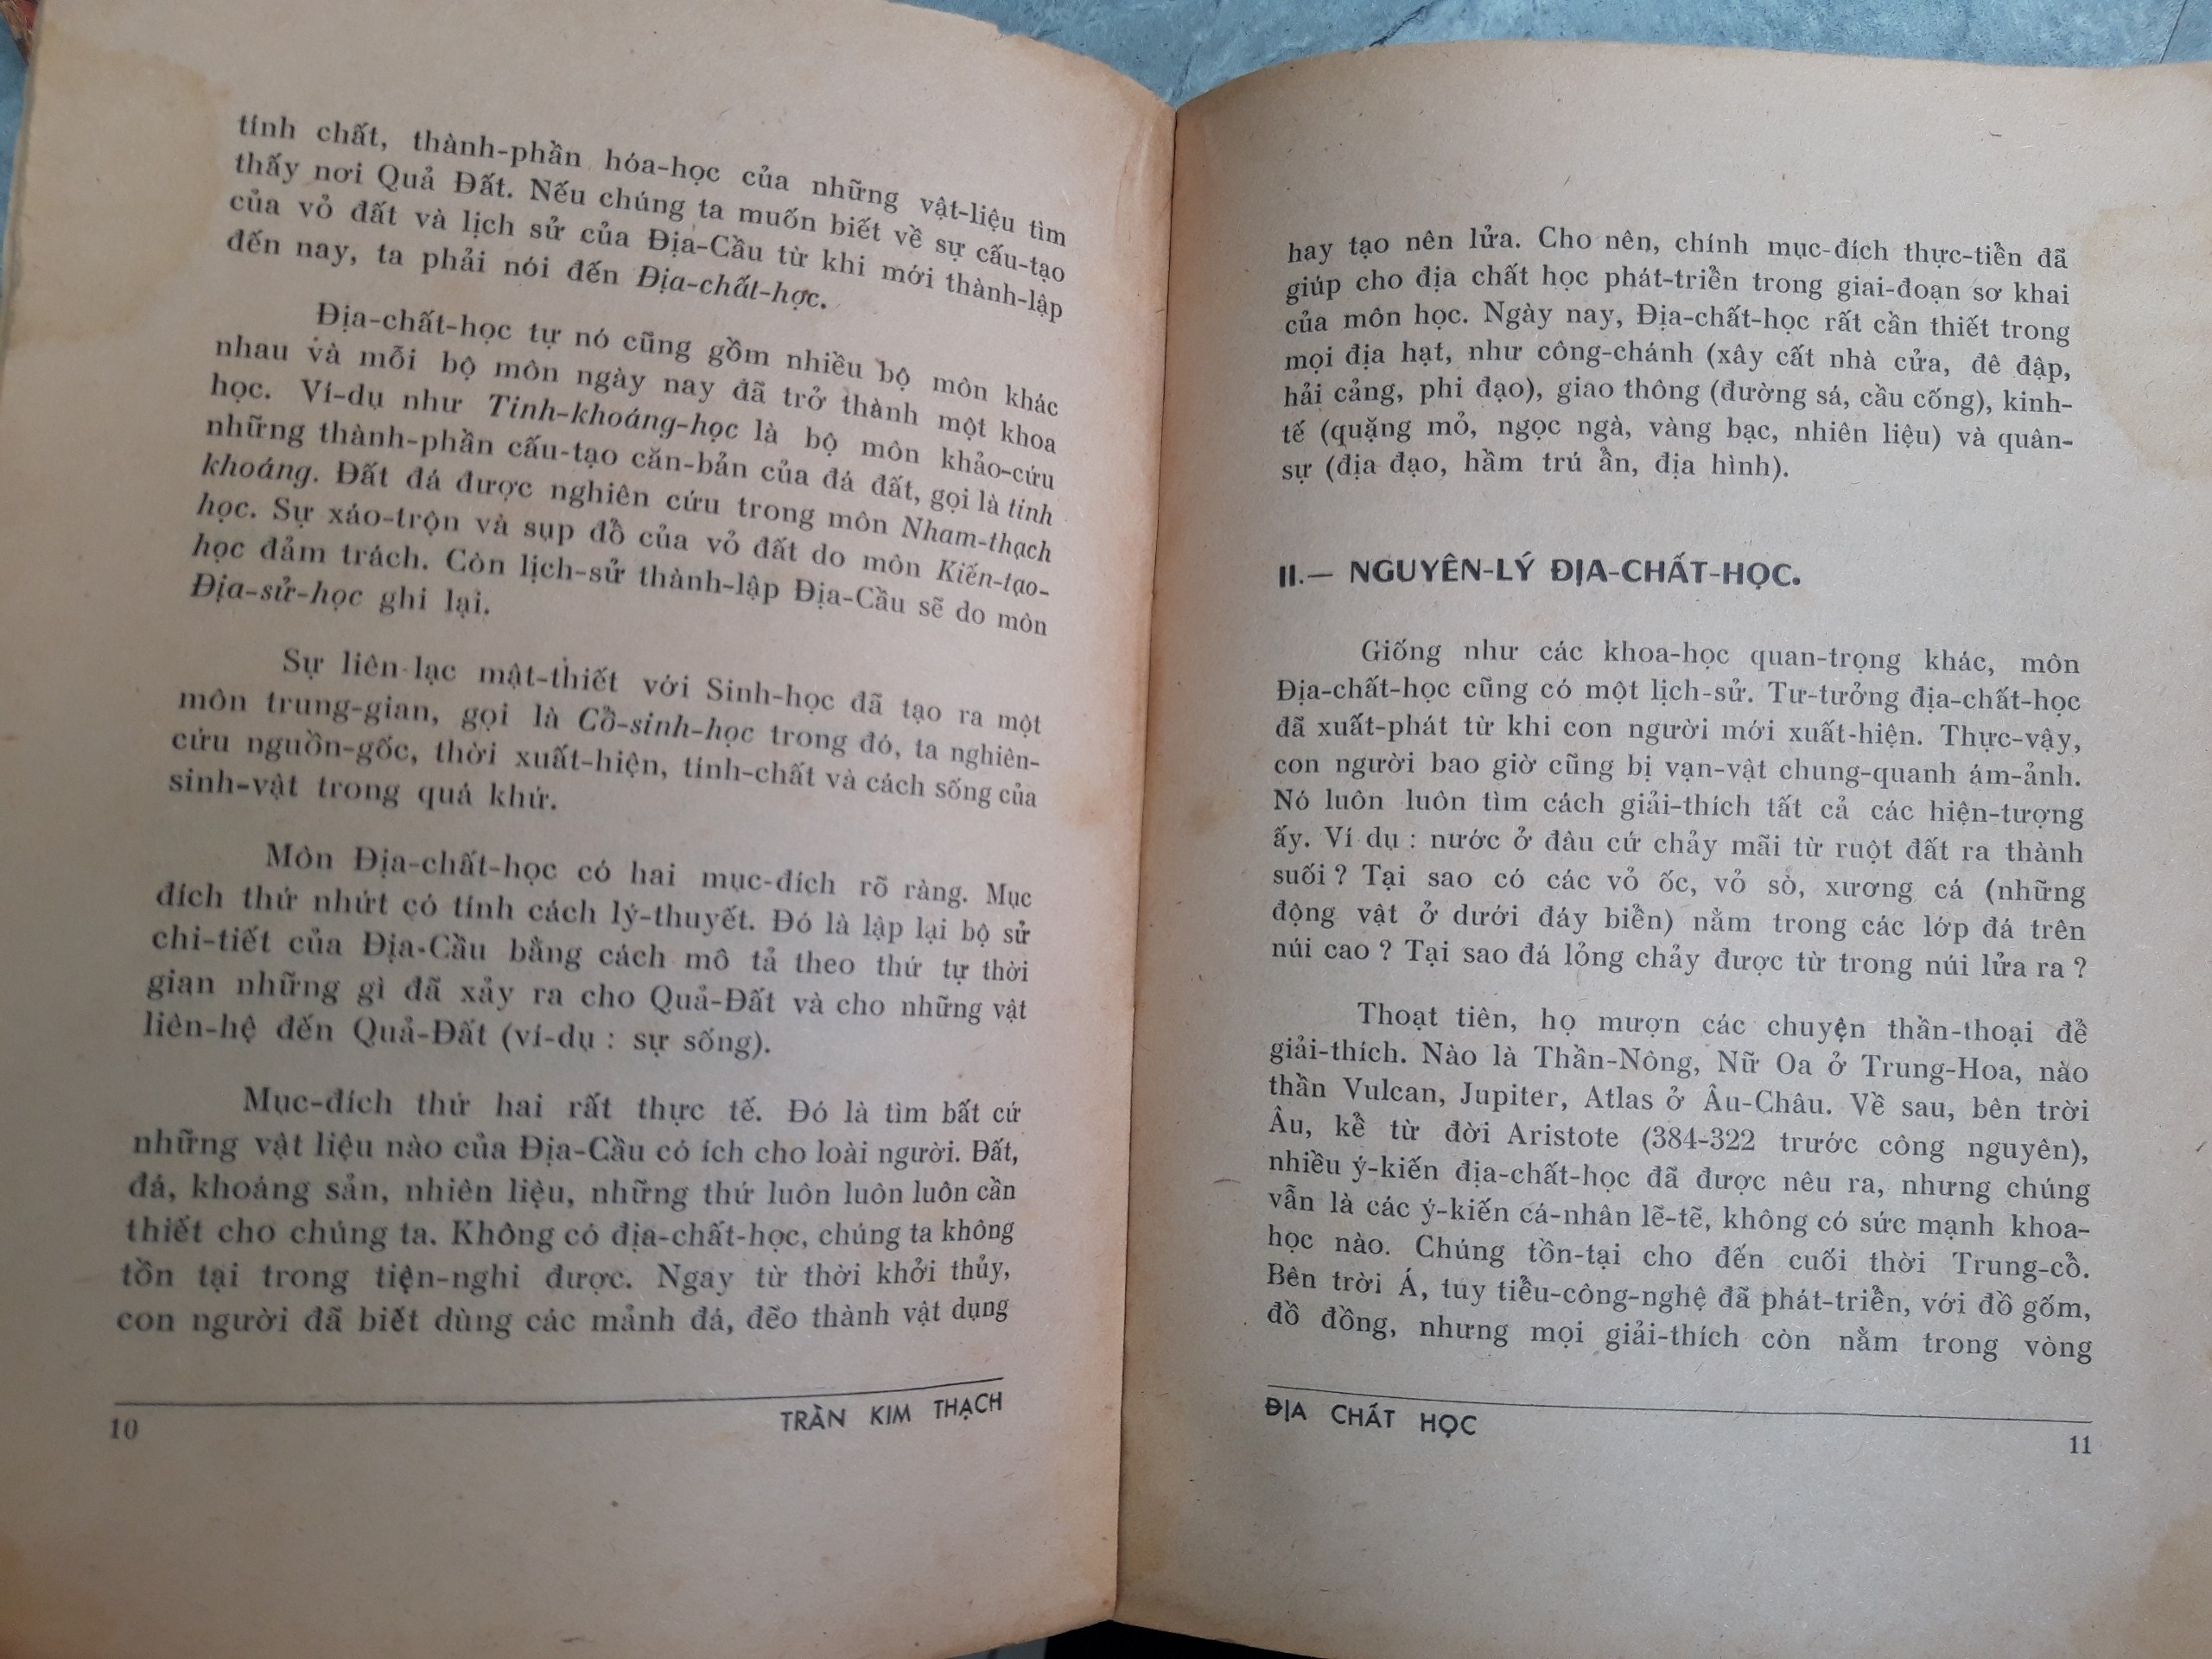 tính chất, thành-phần hóa-học của những vật-liệu tìm
thấy nơi Quả Đất. Nếu chúng ta muốn biết về sự cấu-tạo
của vỏ đất và lịch sử của Địa-Cầu từ khi mới thành-lập
đến nay, ta phải nói đến Địa-chất-học.
Địa-chất-học tự nó cũng gồm nhiều bộ môn khác
nhau và mỗi bộ môn ngày nay đã trở thành một khoa
học. Ví-dụ như Tinh-khoáng-học là bộ môn khảo-cứu
những thành-phần cấu-tạo căn-bản của đá đất, gọi là tinh
khoáng. Đất đá được nghiên cứu trong môn Nham-thạch
học. Sự xáo-trộn và sụp đổ của vỏ đất do môn Kiến-tạo-
học đảm trách. Còn lịch-sử thành-lập Địa-Cầu sẽ do môn
Địa-sử-học ghi lại.
Sự liên-lạc mật-thiết với Sinh-học đã tạo ra một
môn trung-gian, gọi là Cổ-sinh-học trong đó, ta nghiên-
cứu nguồn-gốc, thời xuất-hiện, tính-chất và cách sống của
sinh-vật trong quá khứ.
Môn Địa-chất-học có hai mục-đích rõ ràng. Mục
đích thứ nhứt có tính cách lý-thuyết. Đó là lập lại bộ sử
chi-tiết của Địa-Cầu bằng cách mô tả theo thứ tự thời
gian những gì đã xảy ra cho Quả-Đất và cho những vật
liên-hệ đến Quả-Đất (ví-dụ : sự sống).
Mục-đích thứ hai rất thực tế. Đó là tìm bất cứ
những vật liệu nào của Địa-Cầu có ích cho loài người. Đất,
đá, khoáng sản, nhiên liệu, những thứ luôn luôn luôn cần
thiết cho chúng ta. Không có địa-chất-học, chúng ta không
tồn tại trong tiện-nghi được. Ngay từ thời khởi thủy,
con người đã biết dùng các mảnh đá, đẽo thành vật dụng
TRẦN KIM THẠCH
10
hay tạo nên lửa. Cho nên, chính mục-đích thực-tiễn đã
giúp cho địa chất học phát-triển trong giai-đoạn sơ khai
của môn học. Ngày nay, Địa-chất-học rất cần thiết trong
mọi địa hạt, như công-chánh (xây cất nhà cửa, đê đập,
hải cảng, phi đạo), giao thông (đường sá, cầu cống), kinh-
tế (quặng mỏ, ngọc ngà, vàng bạc, nhiên liệu) và quân-
sự (địa đạo, hầm trú ẩn, địa hình).
II.— NGUYÊN-LÝ ĐỊA-CHẤT-HỌC.
Giống như các khoa-học quan-trọng khác, môn
Địa-chất-học cũng có một lịch-sử. Tư-tưởng địa-chất-học
đã xuất-phát từ khi con người mới xuất-hiện. Thực-vậy,
con người bao giờ cũng bị vạn-vật chung-quanh ám-ảnh.
Nó luôn luôn tìm cách giải-thích tất cả các hiện-tượng
ấy. Ví dụ : nước ở đâu cứ chảy mãi từ ruột đất ra thành
suối ? Tại sao có các vỏ ốc, vỏ sò, xương cá (những
động vật ở dưới đáy biển) nằm trong các lớp đá trên
núi cao ? Tại sao đá lỏng chảy được từ trong núi lửa ra ?
Thoạt tiên, họ mượn các chuyện thần-thoại để
giải-thích. Nào là Thần-Nông, Nữ Oa ở Trung-Hoa, nào
thần Vulcan, Jupiter, Atlas ở Âu-Châu. Về sau, bên trời
Âu, kể từ đời Aristote (384-322 trước công nguyên),
nhiều ý-kiến địa-chất-học đã được nêu ra, nhưng chúng
vẫn là các ý-kiến cá-nhân lẽ-tẽ, không có sức mạnh khoa-
học nào. Chúng tồn-tại cho đến cuối thời Trung-cổ.
Bên trời Á, tuy tiểu-công-nghệ đã phát-triển, với đồ gốm,
đồ đồng, nhưng mọi giải-thích còn nằm trong vòng
ĐỊA CHẤT HỌC
11